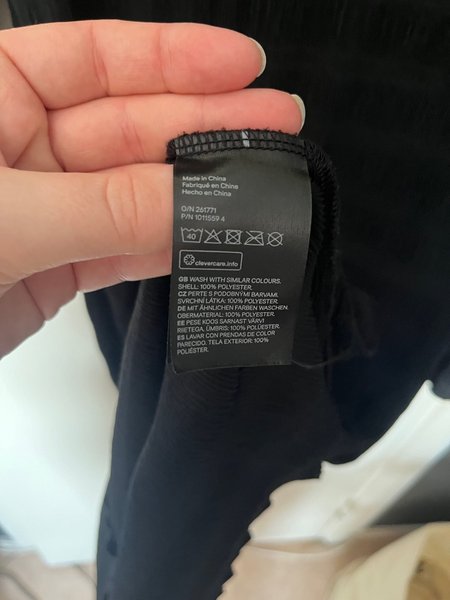 Made in China
Fabriqué en Chine
Hecho en China
O/N 261771
P/N 1011559 4
40
clevercare.info
GB WASH WITH SIMILAR COLOURS.
SHELL: 100% POLYESTER.
CZ PERTE S PODOBNÝMI BARVAMI.
SVRCHNÍ LÁTKA: 100% POLYESTER.
DE MIT ÄHNLICHEN FARBEN WASCHEN.
OBERMATERIAL: 100% POLYESTER.
EE PESE KOOS SARNAST VÄRVI
RIIETEGA. ÜMBRIS: 100% POLÜESTER.
ES LAVAR CON PRENDAS DE COLOR
PARECIDO. TELA EXTERIOR: 100%
POLIÉSTER.